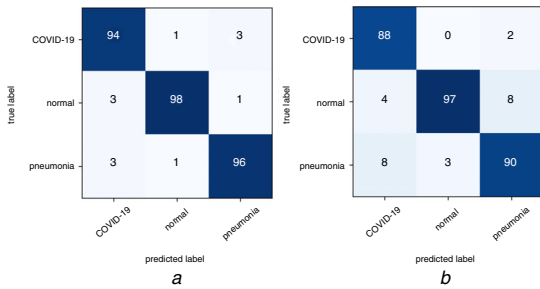 COVID-19 94 1 3
normal 3 98 1
pneumonia 3 1 96
true label
COVID-19 normal pneumonia
predicted label
a
COVID-19 88 0 2
normal 4 97 8
pneumonia 8 3 90
true label
COVID-19 normal pneumonia
predicted label
b